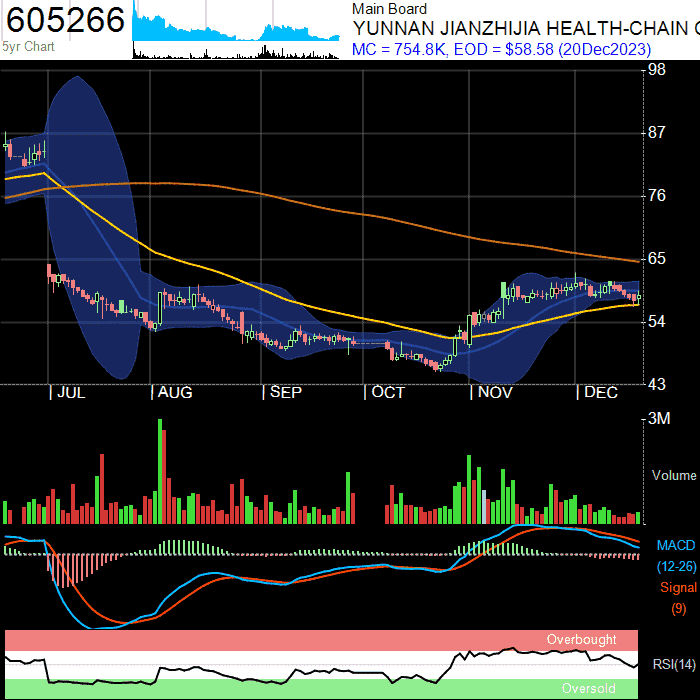 605266
5yr Chart
Main Board
YUNNAN JIANZHIJIA HEALTH-CHAIN
MC = 754.8K, EOD = $58.58 (20Dec2023)
98
87
76
65
54
43
JUL AUG SEP OCT NOV DEC
3M
Volume
MACD
(12-26)
Signal
(9)
Overbought
RSI(14)
Oversold